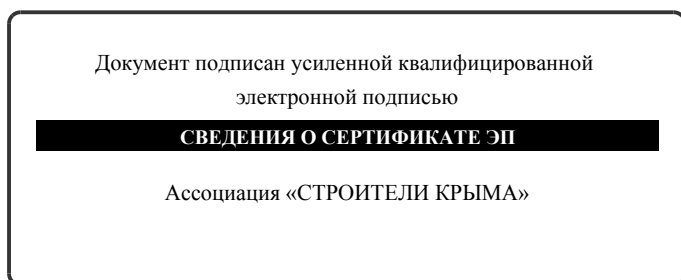 Документ подписан усиленной квалифицированной
электронной подписью
СВЕДЕНИЯ О СЕРТИФИКАТЕ ЭП
Ассоциация «СТРОИТЕЛИ КРЫМА»